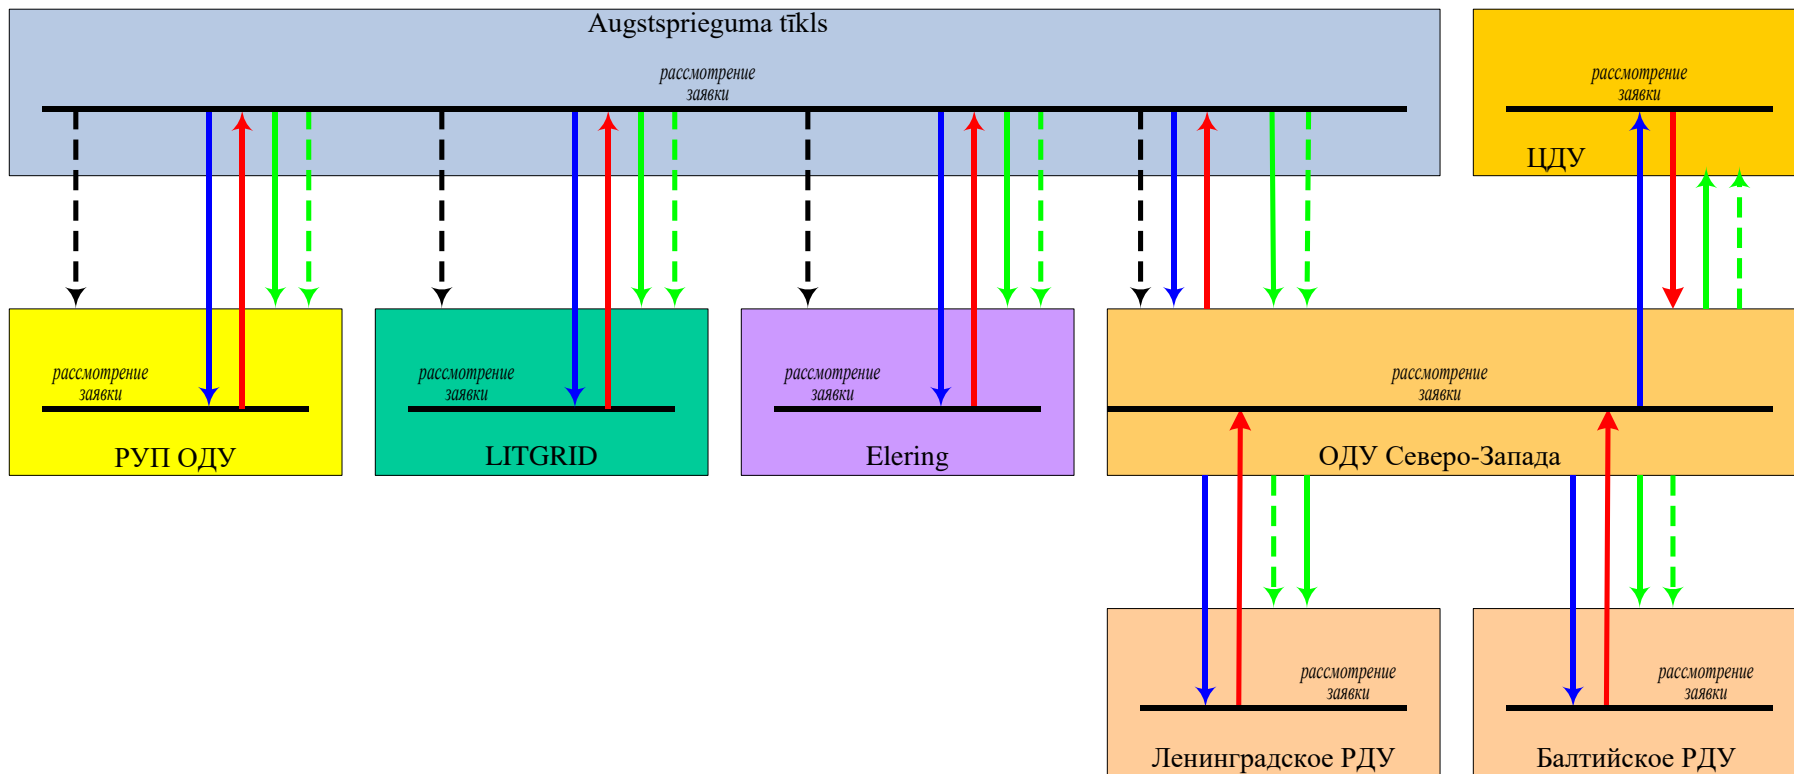 Augstsprieguma tīkls
рассмотрение
заявки
рассмотрение
заявки
ЦДУ
рассмотрение
заявки
РУП ОДУ
рассмотрение
заявки
LITGRID
рассмотрение
заявки
Elering
рассмотрение
заявки
ОДУ Северо-Запада
рассмотрение
заявки
Ленинградское РДУ
рассмотрение
заявки
Балтийское РДУ